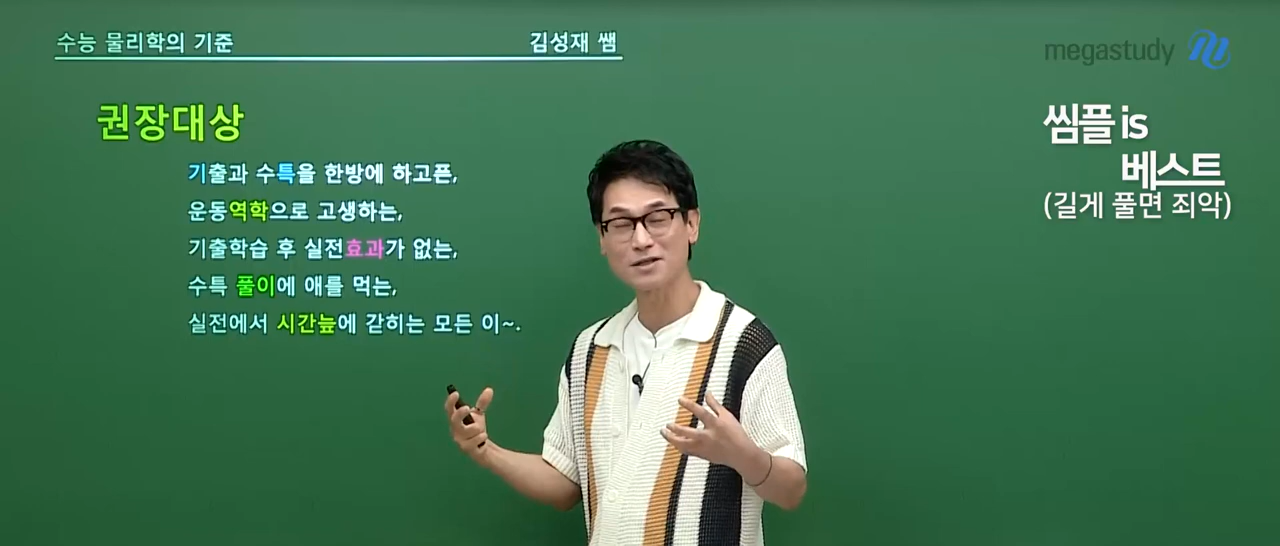 수능 물리학의 기준
김성재 쌤
megastudy
권장대상
기출과 수특을 한방에 하고픈,
운동역학으로 고생하는,
기출학습 후 실전효과가 없는,
수특 풀이에 애를 먹는,
실전에서 시간늪에 갇히는 모든 이~.
씸플 is
베스트
(길게 풀면 죄악)